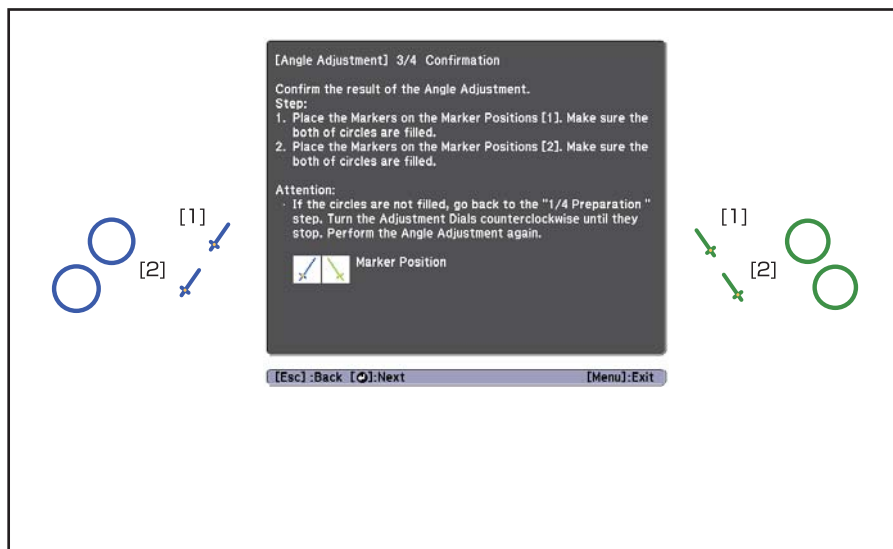 [Angle Adjustment] 3/4 Confirmation
Confirm the result of the Angle Adjustment.
Step:
1. Place the Markers on the Marker Positions [1]. Make sure the
both of circles are filled.
2. Place the Markers on the Marker Positions [2]. Make sure the
both of circles are filled.
Attention:
· If the circles are not filled, go back to the "1/4 Preparation "
step. Turn the Adjustment Dials counterclockwise until they
stop. Perform the Angle Adjustment again.
[1]
[1]
[2]
[2]
Marker Position
[Esc] :Back [⏎]:Next [Menu]:Exit